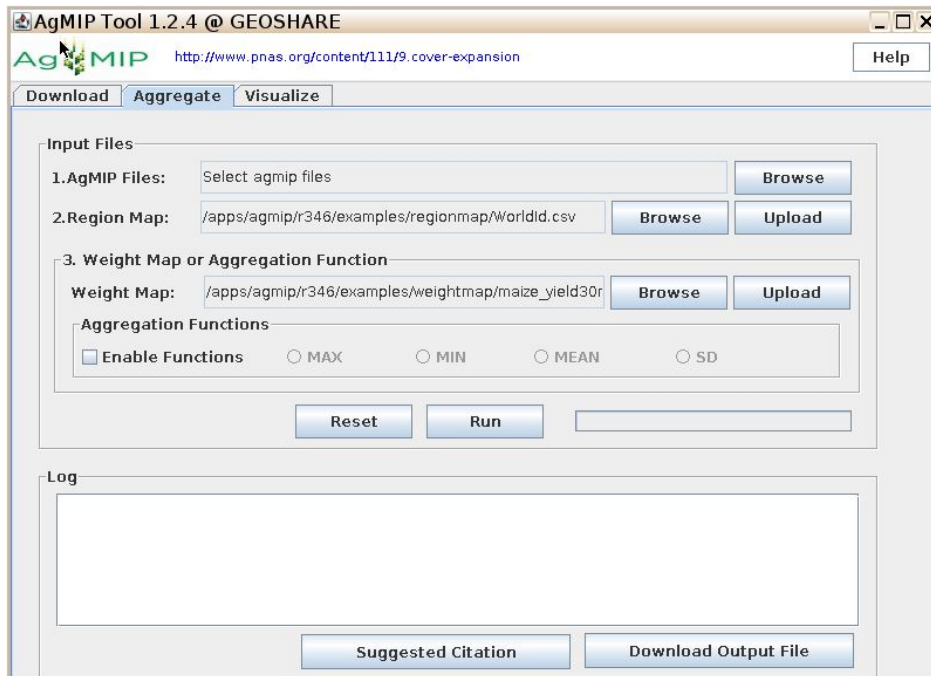 AgMIP Tool 1.2.4 @ GEOSHARE
AgMIP http://www.pnas.org/content/111/9.cover-expansion Help
Download Aggregate Visualize
Input Files
1.AgMIP Files: Select agmip files Browse
2.Region Map: /apps/agmip/r346/examples/regionmap/WorldId.csv Browse Upload
3. Weight Map or Aggregation Function
Weight Map: /apps/agmip/r346/examples/weightmap/maize_yield30r Browse Upload
Aggregation Functions
Enable Functions MAX MIN MEAN SD
Reset Run
Log
Suggested Citation Download Output File